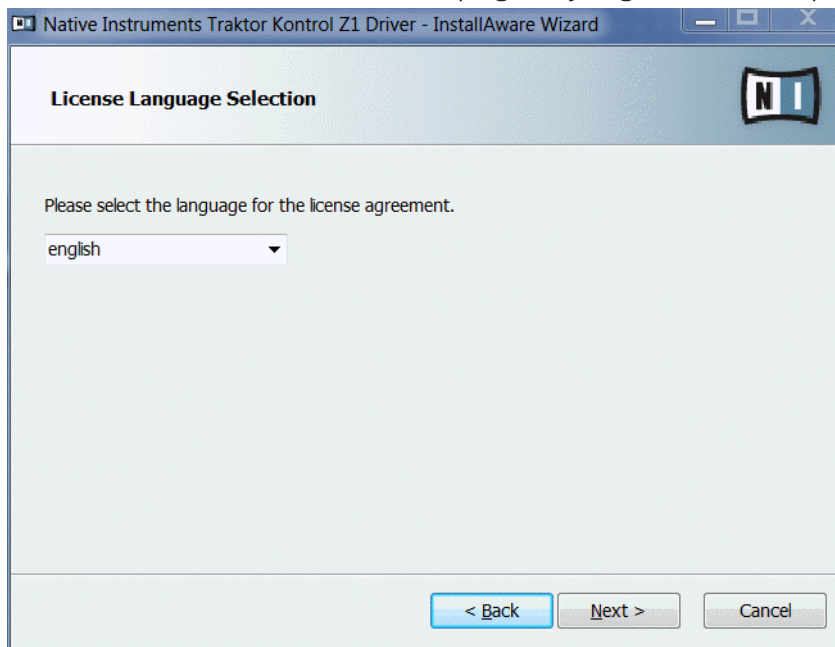 Native Instruments Traktor Kontrol Z1 Driver - InstallAware Wizard
License Language Selection
NI
Please select the language for the license agreement.
english
< Back
Next >
Cancel